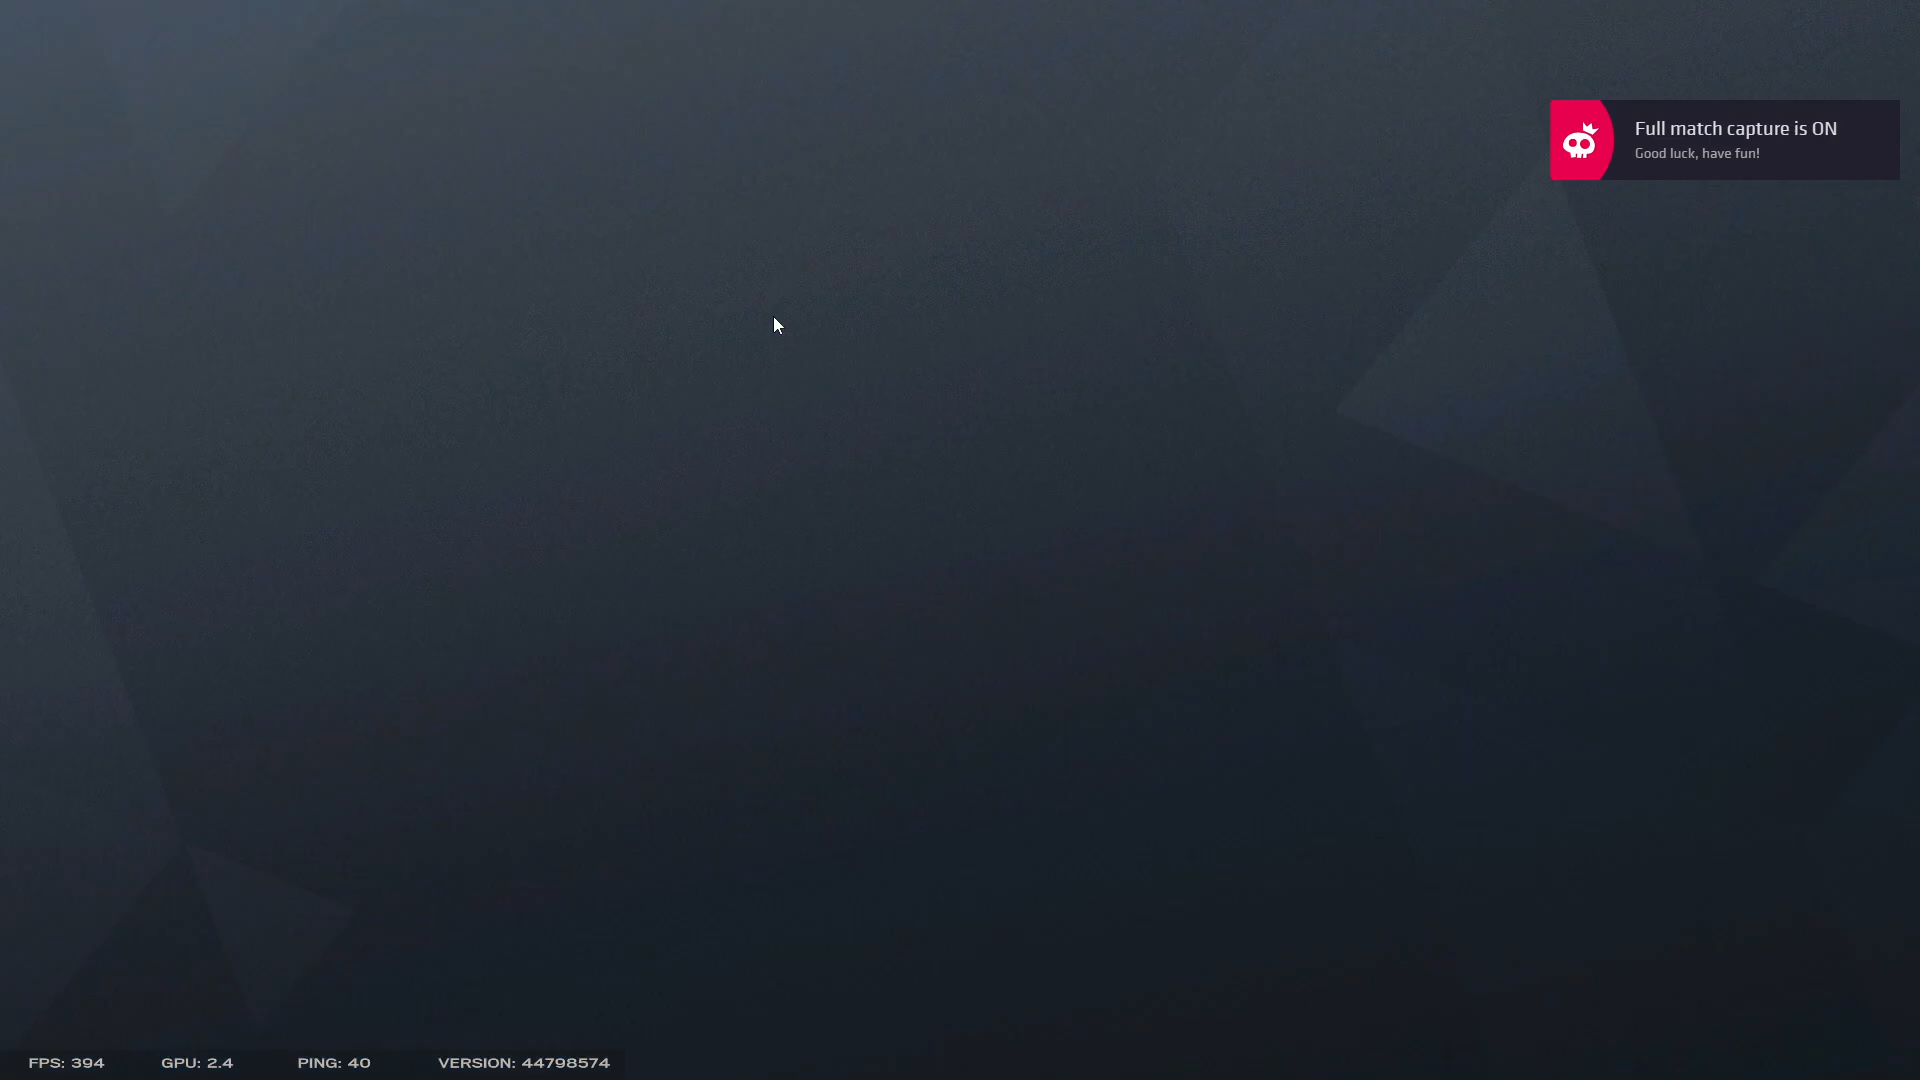 Full match capture is ON
Good luck, have fun!
FPS: 394 GPU: 2.4 PING: 40 VERSION: 44798574